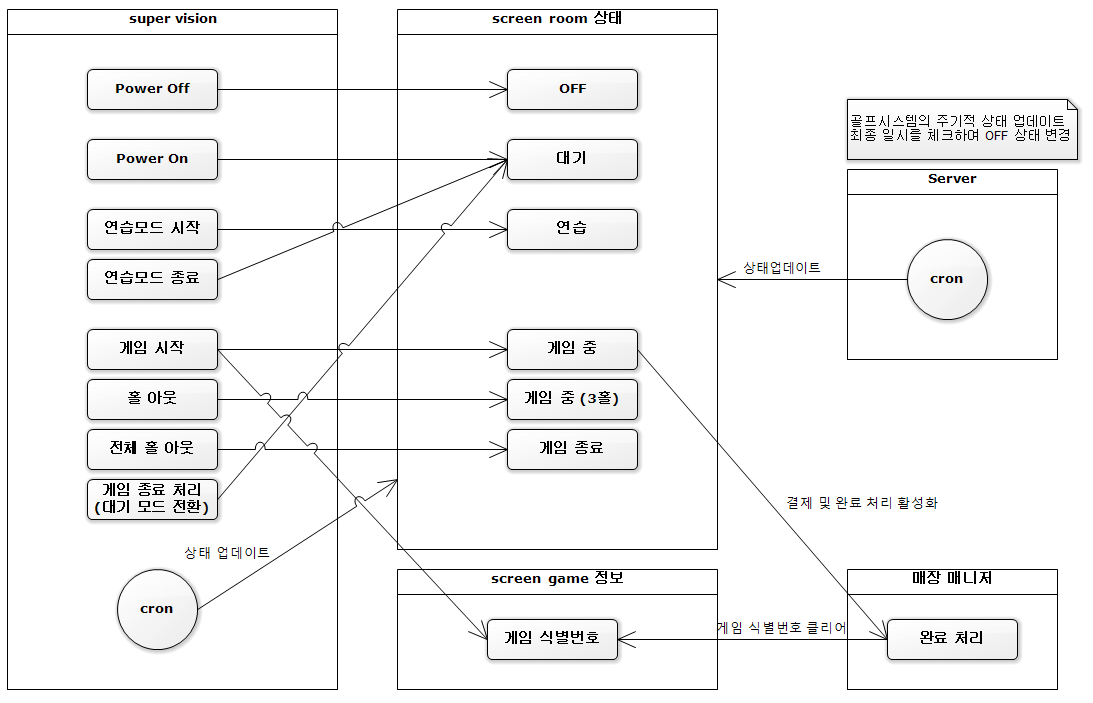 super vision
Power Off
Power On
연습모드 시작
연습모드 종료
게임 시작
홀 아웃
전체 홀 아웃
게임 종료 처리
(대기 모드 전환)
상태 업데이트
cron
screen room 상태
OFF
대기
연습
게임 중
게임 중 (3홀)
게임 종료
screen game 정보
게임 식별번호
골프시스템의 주기적 상태 업데이트
최종 일시를 체크하며 OFF 상태 변경
Server
cron
상태업데이트
결제 및 완료 처리 활성화
매장 매니저
게임 식별번호 클리어
완료 처리